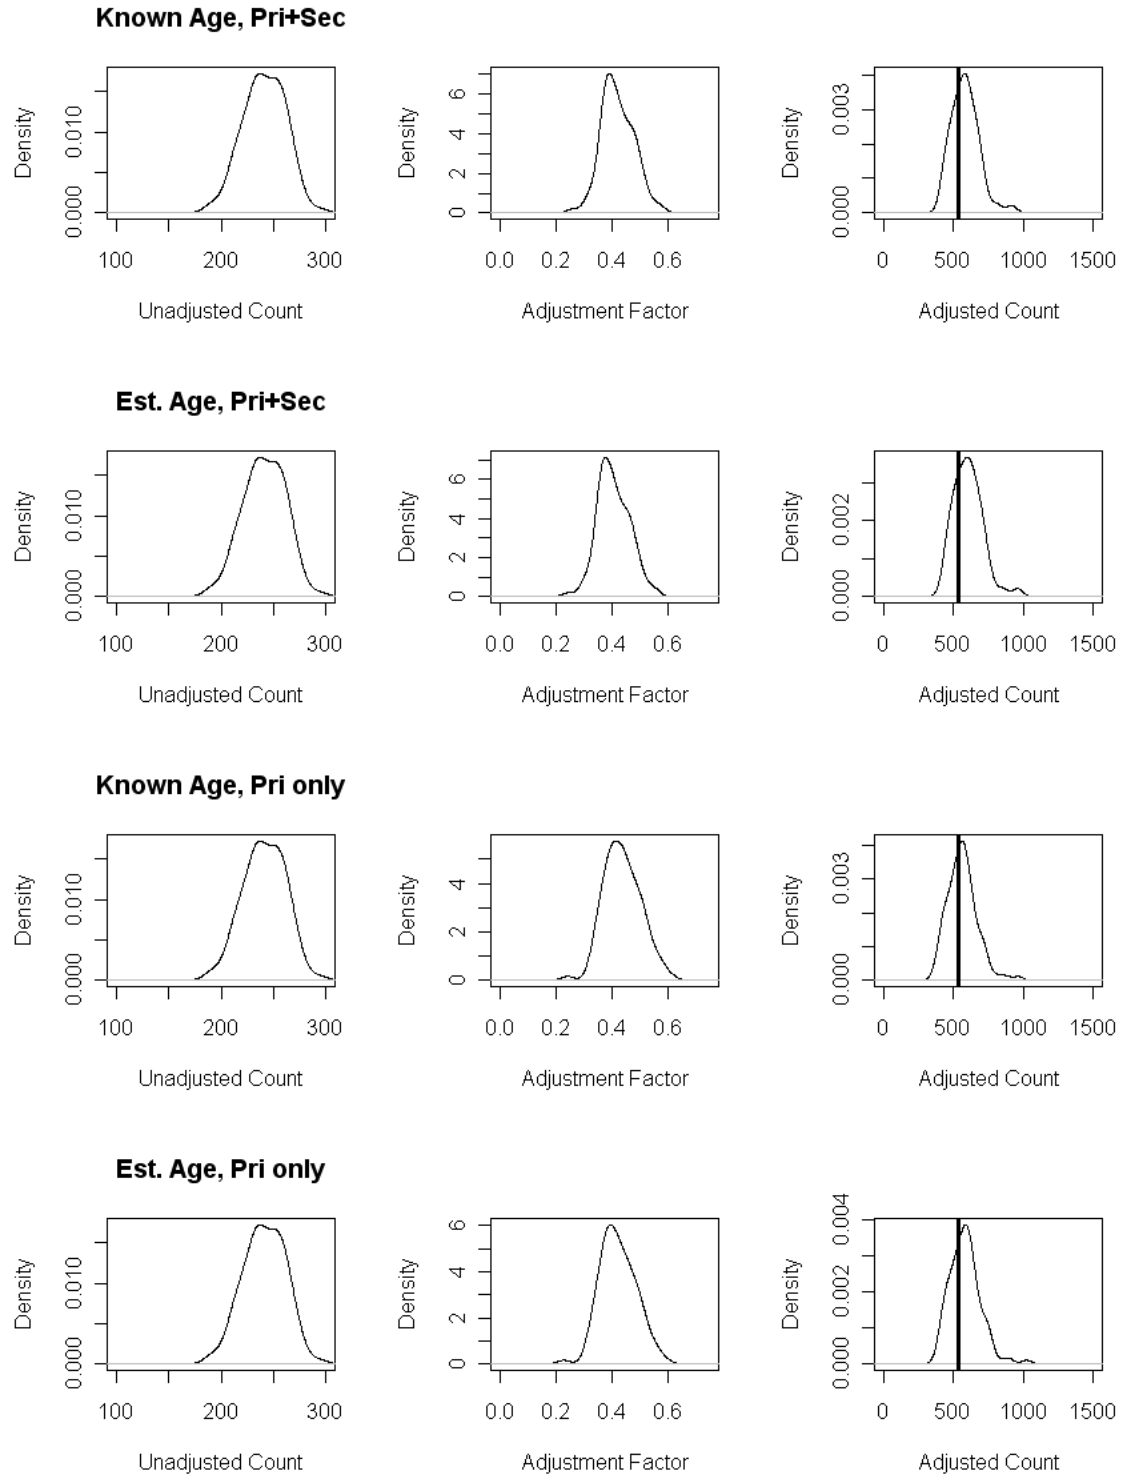 Known Age, Pri+Sec
Density
0.000 0.010
100 200 300
Unadjusted Count
Density
0 2 4 6
0.0 0.2 0.4 0.6
Adjustment Factor
Density
0.000 0.003
0 500 1000 1500
Adjusted Count
Est. Age, Pri+Sec
Density
0.000 0.010
100 200 300
Unadjusted Count
Density
0 2 4 6
0.0 0.2 0.4 0.6
Adjustment Factor
Density
0.000 0.002
0 500 1000 1500
Adjusted Count
Known Age, Pri only
Density
0.000 0.010
100 200 300
Unadjusted Count
Density
0 2 4
0.0 0.2 0.4 0.6
Adjustment Factor
Density
0.000 0.003
0 500 1000 1500
Adjusted Count
Est. Age, Pri only
Density
0.000 0.010
100 200 300
Unadjusted Count
Density
0 2 4 6
0.0 0.2 0.4 0.6
Adjustment Factor
Density
0.000 0.002 0.004
0 500 1000 1500
Adjusted Count